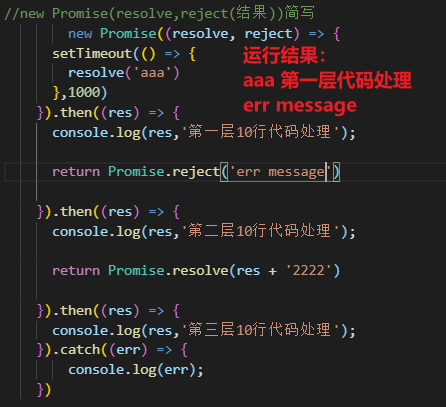 //new Promise(resolve,reject(结果))简写
new Promise((resolve, reject) => {
setTimeout(() => {
resolve('aaa')
},1000)
}).then((res) => {
console.log(res,'第一层10行代码处理');
return Promise.reject('err message')
}).then((res) => {
console.log(res,'第二层10行代码处理');
return Promise.resolve(res + '2222')
}).then((res) => {
console.log(res,'第三层10行代码处理');
}).catch((err) => {
console.log(err);
})
运行结果：
aaa 第一层代码处理
err message